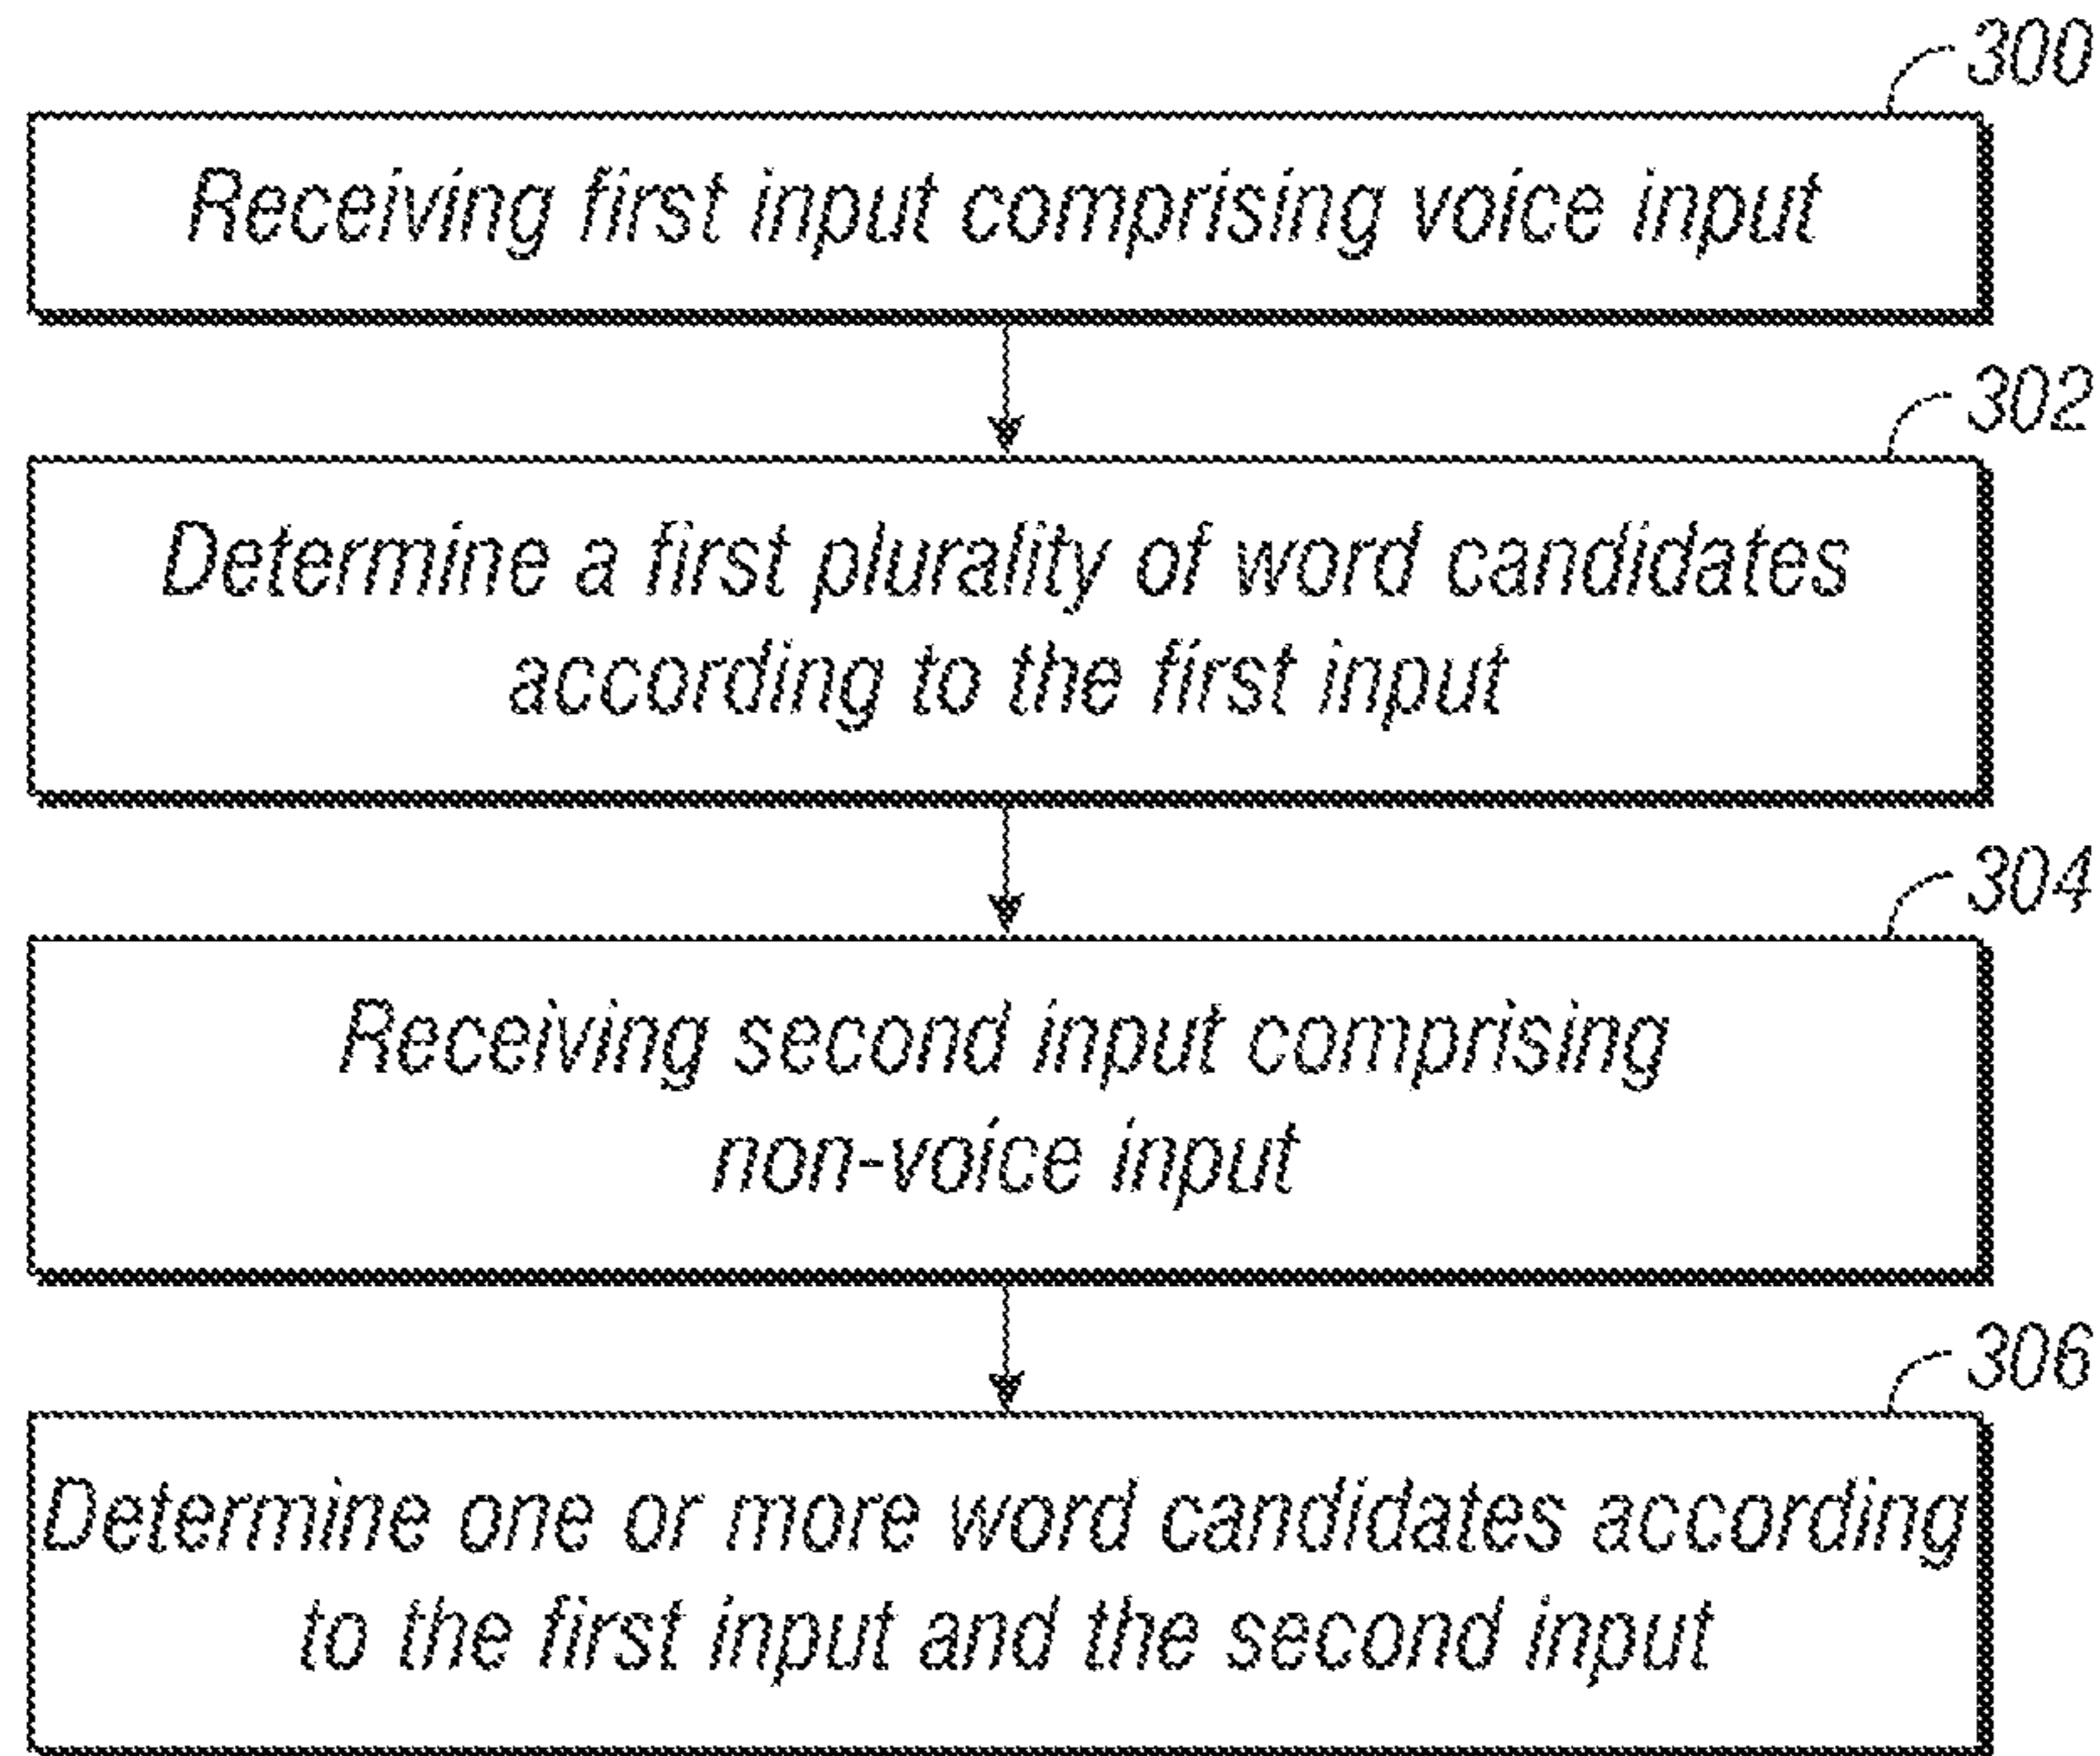 300
Receiving first input comprising voice input
302
Determine a first plurality of word candidates
according to the first input
304
Receiving second input comprising
non-voice input
306
Determine one or more word candidates according
to the first input and the second input